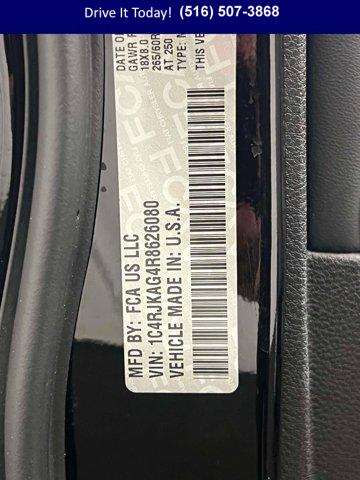 Drive It Today! (516) 507-3868
MFD BY: FCA US LLC
VIN: 1C4RJKAG4R8626080
VEHICLE MADE IN: U.S.A.
DATE O
GAWR F
18X8.0
265/60R
AT 250
TYPE:
THIS VE